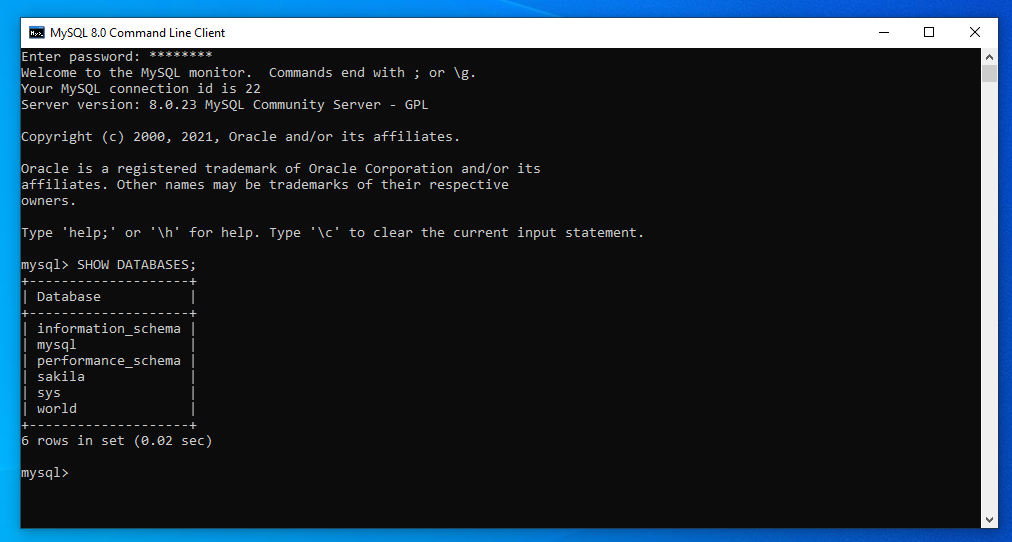 MySQL 8.0 Command Line Client
Enter password: ********
Welcome to the MySQL monitor.  Commands end with ; or \g.
Your MySQL connection id is 22
Server version: 8.0.23 MySQL Community Server - GPL
Copyright (c) 2000, 2021, Oracle and/or its affiliates.
Oracle is a registered trademark of Oracle Corporation and/or its
affiliates. Other names may be trademarks of their respective
owners.
Type 'help;' or '\h' for help. Type '\c' to clear the current input statement.
mysql> SHOW DATABASES;
+--------------------+
| Database           |
+--------------------+
| information_schema |
| mysql              |
| performance_schema |
| sakila             |
| sys                |
| world              |
+--------------------+
6 rows in set (0.02 sec)
mysql>